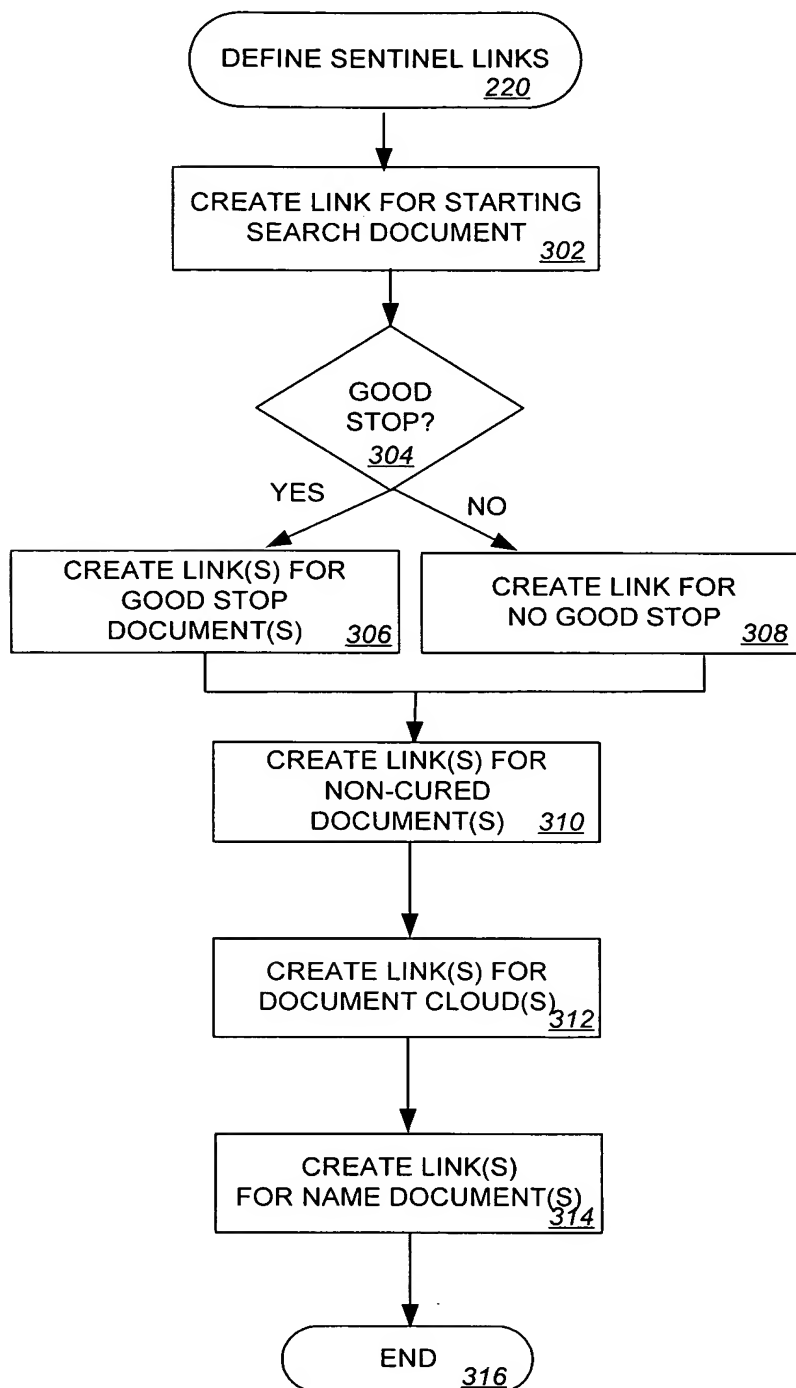 DEFINE SENTINEL LINKS
220
CREATE LINK FOR STARTING
SEARCH DOCUMENT
302
GOOD
STOP?
304
YES
NO
CREATE LINK(S) FOR
GOOD STOP
DOCUMENT(S)
306
CREATE LINK FOR
NO GOOD STOP
308
CREATE LINK(S) FOR
NON-CURED
DOCUMENT(S)
310
CREATE LINK(S) FOR
DOCUMENT CLOUD(S)
312
CREATE LINK(S)
FOR NAME DOCUMENT(S)
314
END
316